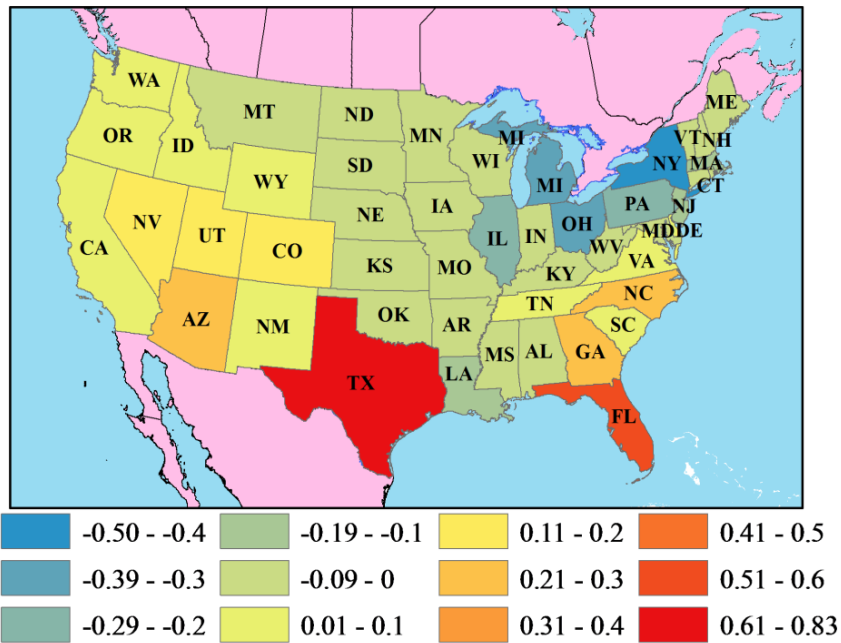 WA
MT
ND
MN
ME
OR
ID
SD
WI
MI
VT
NH
WY
MI
NY
MA
CT
NE
IA
PA
NJ
NV
UT
CO
IL
IN
OH
MD
DE
CA
KS
MO
WV
VA
KY
AZ
NM
OK
AR
TN
NC
SC
TX
LA
MS
AL
GA
FL
-0.50 - -0.4 -0.19 - -0.1 0.11 - 0.2 0.41 - 0.5
-0.39 - -0.3 -0.09 - 0 0.21 - 0.3 0.51 - 0.6
-0.29 - -0.2 0.01 - 0.1 0.31 - 0.4 0.61 - 0.83